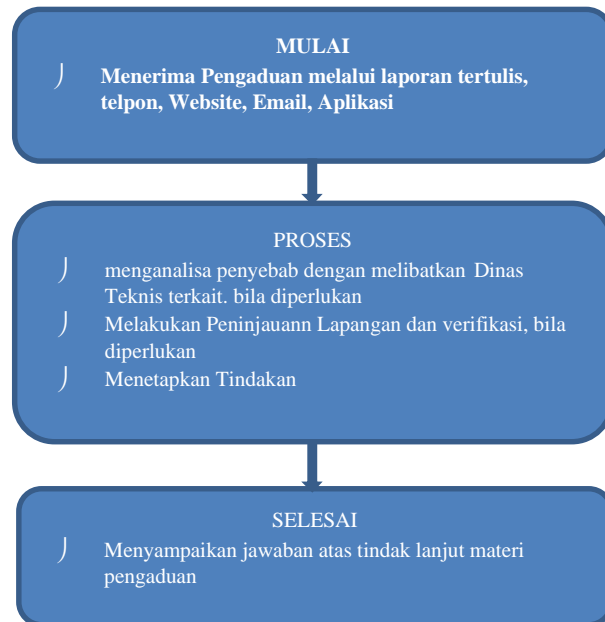 MULAI
Menerima Pengaduan melalui laporan tertulis,
telpon, Website, Email, Aplikasi
PROSES
menganalisa penyebab dengan melibatkan Dinas
Teknis terkait. bila diperlukan
Melakukan Peninjauann Lapangan dan verifikasi, bila
diperlukan
Menetapkan Tindakan
SELESAI
Menyampaikan jawaban atas tindak lanjut materi
pengaduan